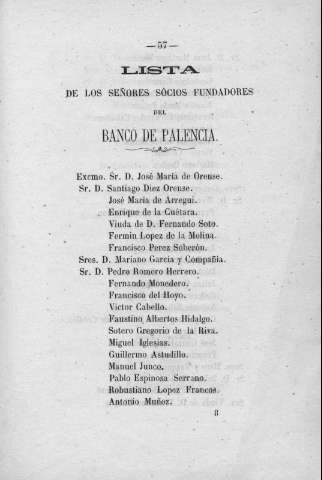 — 57 —
LISTA
DE LOS SEÑORES SÓCIOS FUNDADORES
DEL
BANCO DE PALENCIA.
Excmo. Sr. D. José María de Orense.
Sr. D. Santiago Diez Orense.
José María de Arregui.
Enrique de la Cuétara.
Viuda de D. Fernando Soto.
Fermin Lopez de la Molina.
Francisco Perez Soberón.
Sres. D. Mariano García y Compañía.
Sr. D. Pedro Romero Herrero.
Fernando Monedero.
Francisco del Hoyo.
Victor Cabello.
Faustino Albertos Hidalgo.
Sotero Gregorio de la Riva.
Miguel Iglesias.
Guillermo Astudillo.
Manuel Junco.
Pablo Espinosa Serrano.
Robustiano Lopez Francos.
Antonio Muñoz.
8